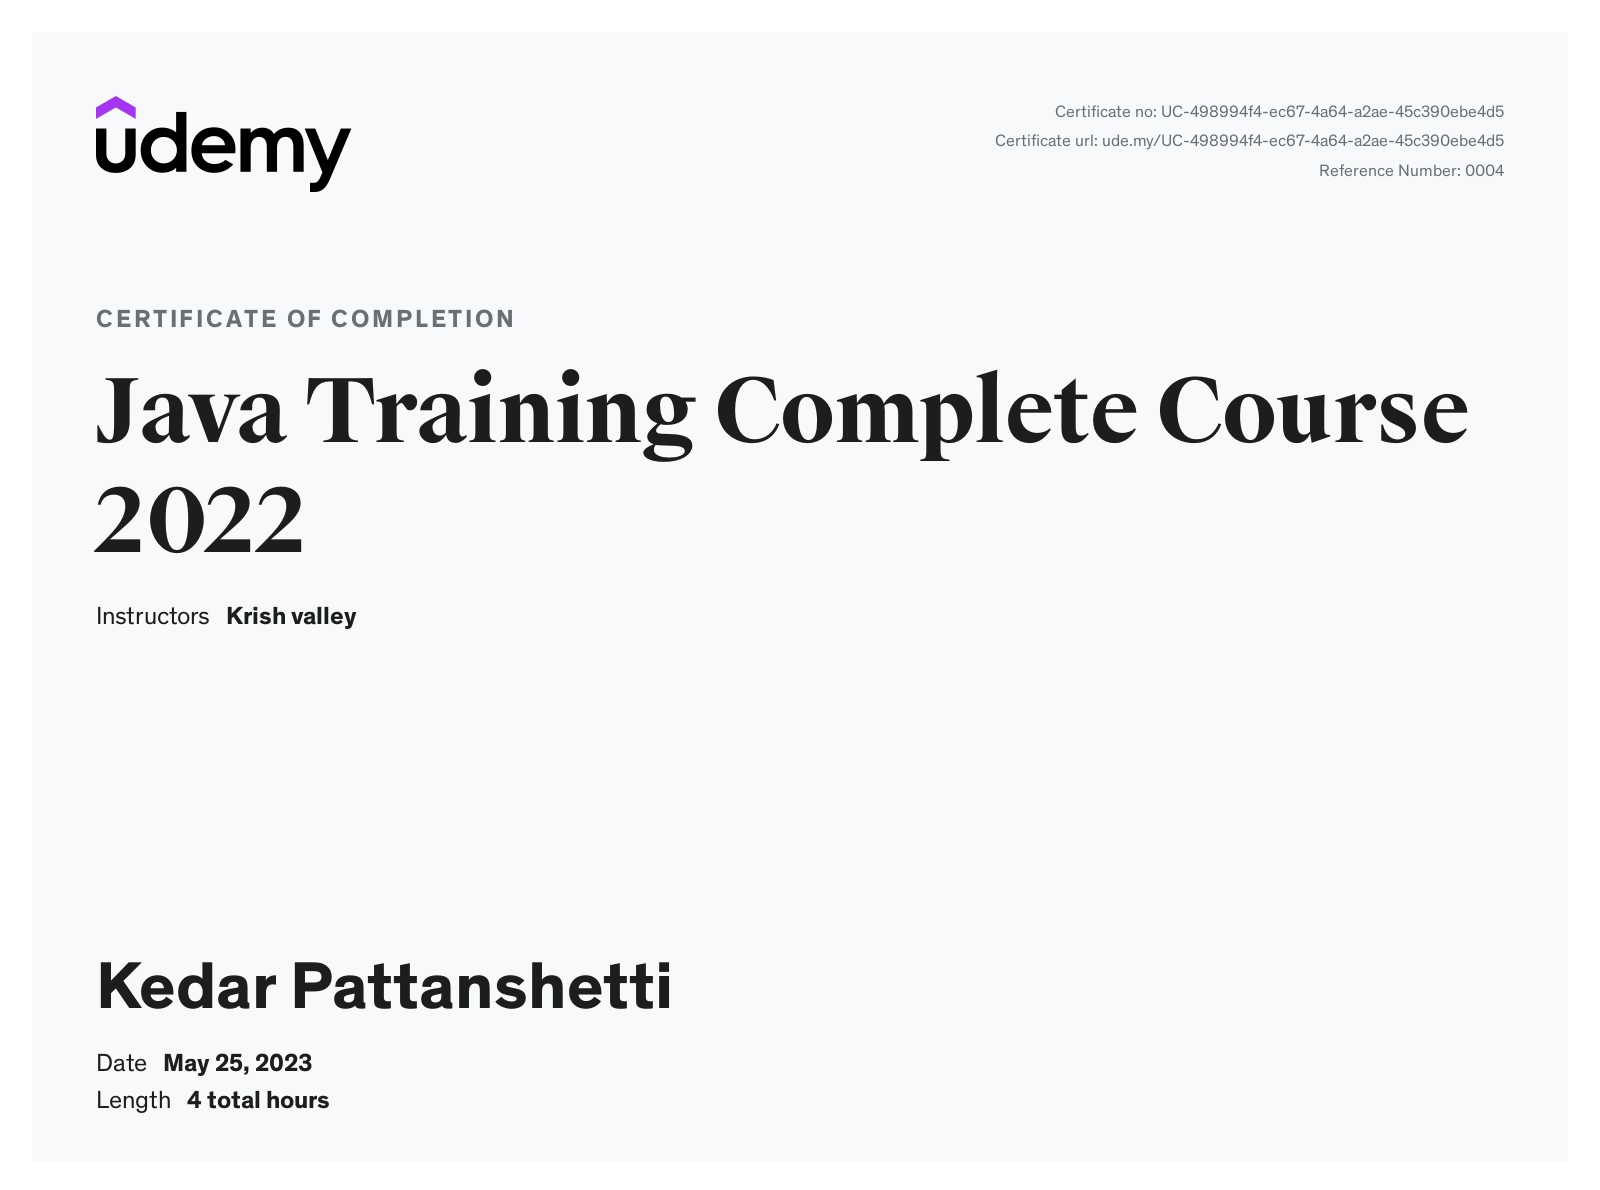 udemy
Certificate no: UC-498994f4-ec67-4a64-a2ae-45c390ebe4d5
Certificate url: ude.my/UC-498994f4-ec67-4a64-a2ae-45c390ebe4d5
Reference Number: 0004
CERTIFICATE OF COMPLETION
Java Training Complete Course
2022
Instructors Krish valley
Kedar Pattanshetti
Date May 25, 2023
Length 4 total hours